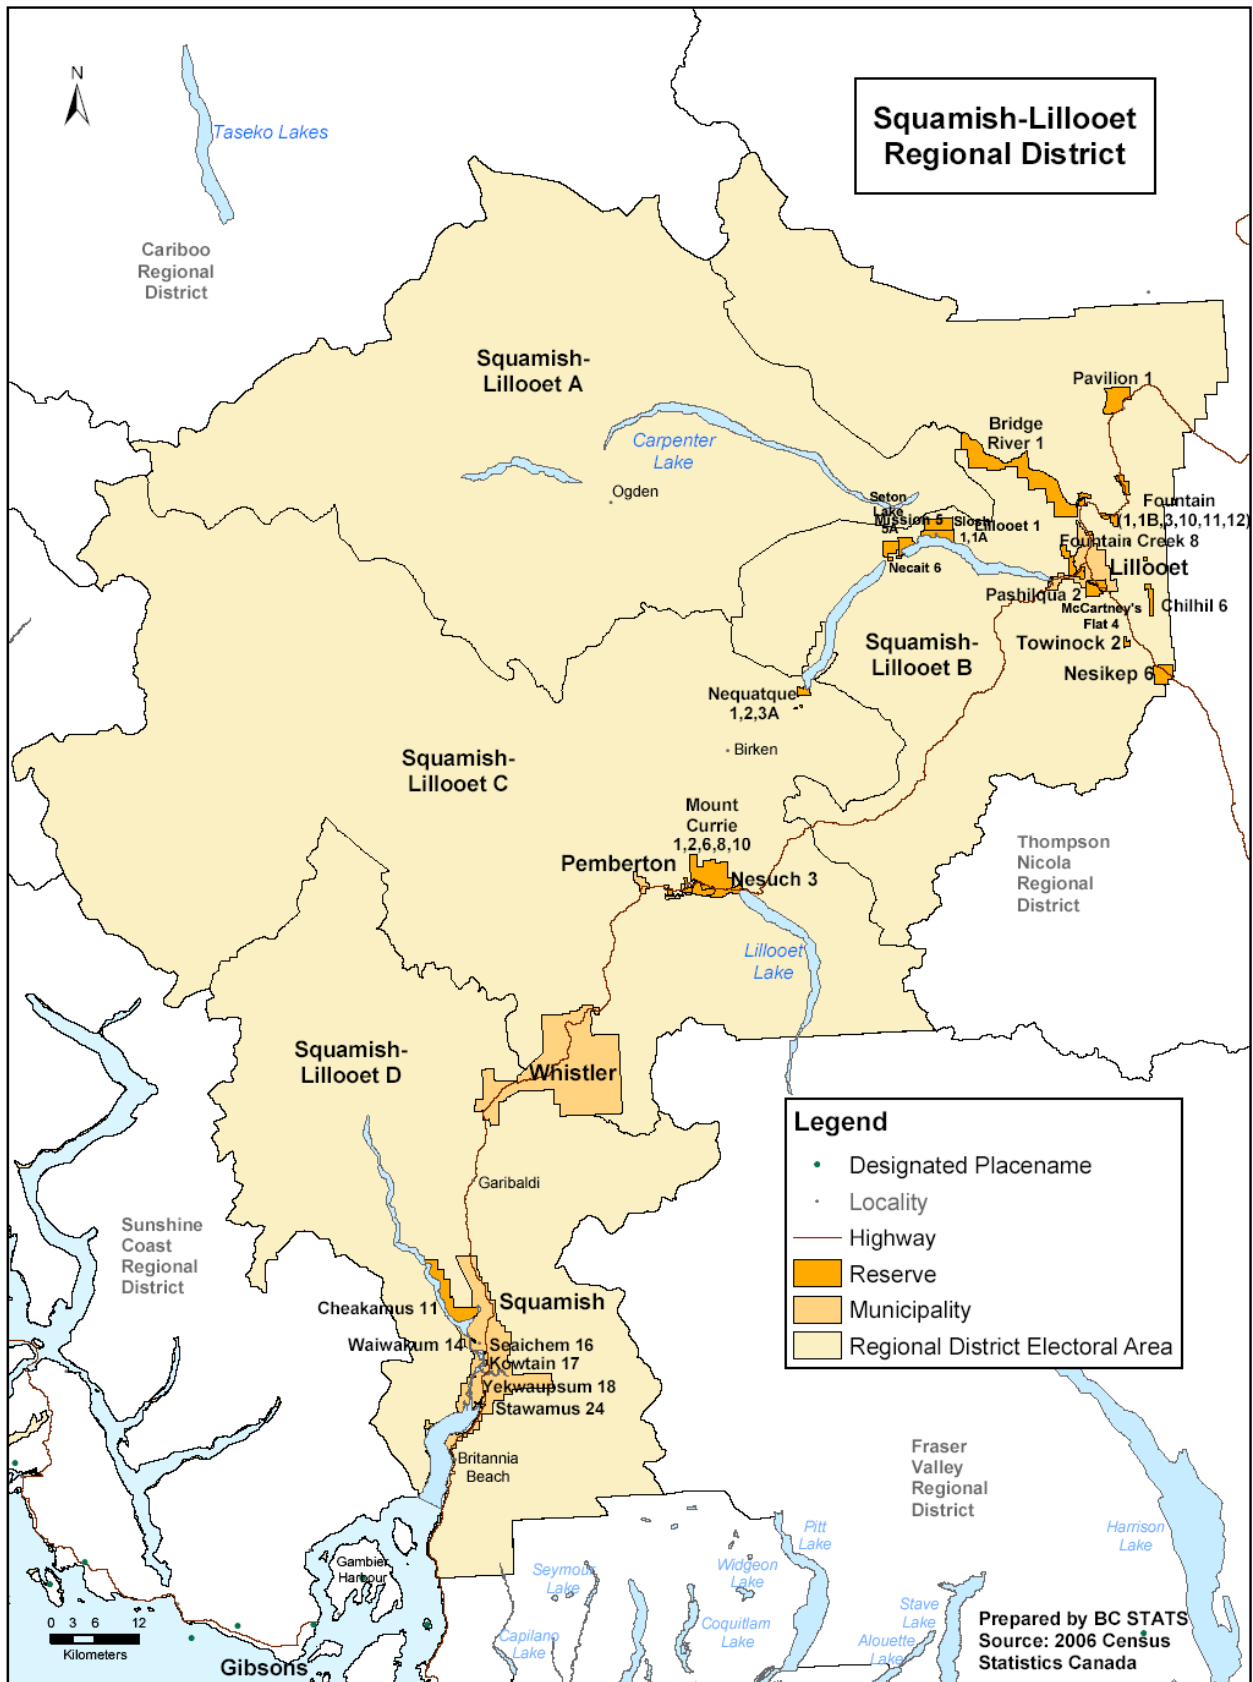 N
Squamish-Lillooet
Regional District
Taseko Lakes
Cariboo
Regional
District
Squamish-
Lillooet A
Pavilion 1
Bridge
River 1
Carpenter
Lake
Ogden
Seton
Lake
5A
Mission 5
Slosh
1,1A
Lillooet 1
Fountain
(1,1B,3,10,11,12)
Fountain Creek 8
Necait 6
Lillooet
Pashilqua 2
McCartney's
Flat 4
Chilhil 6
Squamish-
Lillooet B
Towinock 2
Nesikep 6
Nequatque
1,2,3A
Birken
Squamish-
Lillooet C
Mount
Currie
1,2,6,8,10
Pemberton
Nesuch 3
Thompson
Nicola
Regional
District
Lillooet
Lake
Squamish-
Lillooet D
Whistler
Legend
Designated Placename
Locality
Highway
Reserve
Municipality
Regional District Electoral Area
Garibaldi
Sunshine
Coast
Regional
District
Cheakamus 11
Squamish
Waiwakum 14
Seaichem 16
Kowtain 17
Yekwaupsum 18
Stawamus 24
Britannia
Beach
Fraser
Valley
Regional
District
Pitt
Lake
Harrison
Lake
Gambier
Harbour
Seymour
Lake
Widgeon
Lake
Stave
Lake
Coquitlam
Lake
Alouette
Lake
Capilano
Lake
0 3 6 12
Kilometers
Gibsons
Prepared by BC STATS
Source: 2006 Census
Statistics Canada